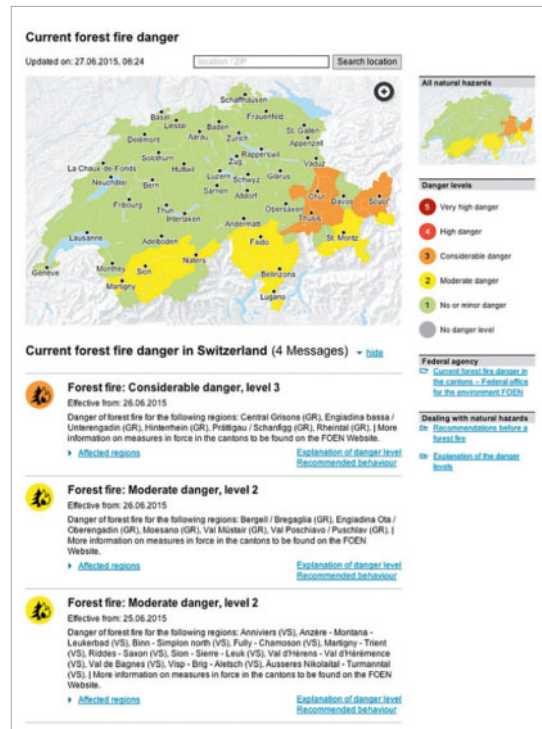 Current forest fire danger
Updated on: 27.06.2015, 08:24
location / ZIP
Search location
Schaffhausen
Basel
Liestal
Baden
Frauenfeld
Delémont
Aarau
Zurich
St. Gallen
Appenzell
Solothurn
Rapperswil
Huttwil
Zug
Vaduz
La Chaux-de-Fonds
Neuchâtel
Bern
Luzern
Schwyz
Glarus
Sarnen
Altdorf
Chur
Davos
Scuol
Fribourg
Thun
Interlaken
Obersaxen
Thusis
Andermatt
Lausanne
Adelboden
Faido
St. Moritz
Genève
Monthey
Sion
Naters
Martigny
Bellinzona
Lugano
All natural hazards
Danger levels
5 Very high danger
4 High danger
3 Considerable danger
2 Moderate danger
1 No or minor danger
No danger level
Federal agency
Current forest fire danger in
the cantons – Federal office
for the environment FOEN
Dealing with natural hazards
Recommendations before a
forest fire
Explanation of the danger
levels
Current forest fire danger in Switzerland (4 Messages) hide
Forest fire: Considerable danger, level 3
Effective from: 26.06.2015
Danger of forest fire for the following regions: Central Grisons (GR), Engiadina bassa /
Unterengadin (GR), Hinterrhein (GR), Prättigau / Schanfigg (GR), Rheintal (GR). | More
information on measures in force in the cantons to be found on the FOEN Website.
Affected regions
Explanation of danger level
Recommended behaviour
Forest fire: Moderate danger, level 2
Effective from: 26.06.2015
Danger of forest fire for the following regions: Bergell / Bregaglia (GR), Engiadina Ota /
Oberengadin (GR), Moesano (GR), Val Müstair (GR), Val Poschiavo / Puschlav (GR). |
More information on measures in force in the cantons to be found on the FOEN
Website.
Affected regions
Explanation of danger level
Recommended behaviour
Forest fire: Moderate danger, level 2
Effective from: 25.06.2015
Danger of forest fire for the following regions: Anniviers (VS), Anzère - Montana -
Leukerbad (VS), Binn - Simplon north (VS), Fully - Chamoson (VS), Martigny - Trient
(VS), Riddes - Saxon (VS), Sion - Sierre - Leuk (VS), Val d'Hérens - Val d'Hérémence
(VS), Val de Bagnes (VS), Visp - Brig - Aletsch (VS), Äusseres Nikolaital - Turmanntal
(VS). | More information on measures in force in the cantons to be found on the FOEN
Website.
Affected regions
Explanation of danger level
Recommended behaviour